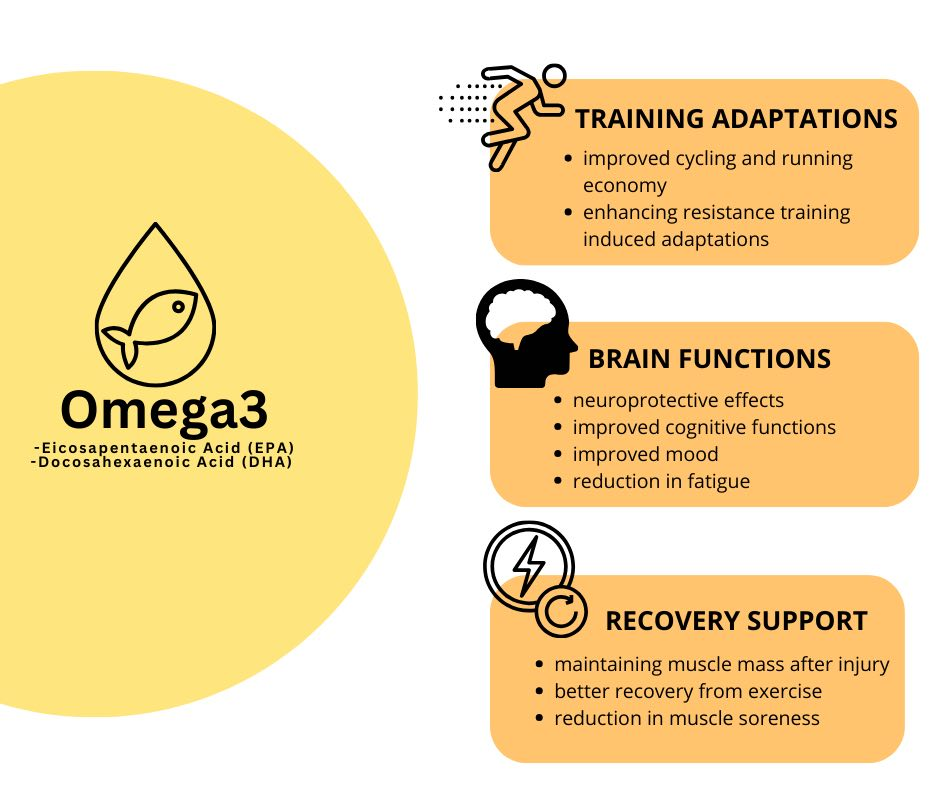 Omega3
-Eicosapentaenoic Acid (EPA)
-Docosahexaenoic Acid (DHA)
TRAINING ADAPTATIONS
• improved cycling and running
economy
• enhancing resistance training
induced adaptations
BRAIN FUNCTIONS
• neuroprotective effects
• improved cognitive functions
• improved mood
• reduction in fatigue
RECOVERY SUPPORT
• maintaining muscle mass after injury
• better recovery from exercise
• reduction in muscle soreness